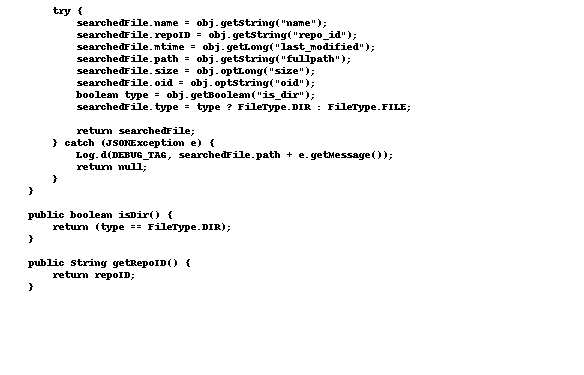 try {
searchedFile.name = obj.getString("name");
searchedFile.repoID = obj.getString("repo_id");
searchedFile.mtime = obj.getLong("last_modified");
searchedFile.path = obj.getString("fullpath");
searchedFile.size = obj.optLong("size");
searchedFile.oid = obj.optString("oid");
boolean type = obj.getBoolean("is_dir");
searchedFile.type = type ? FileType.DIR : FileType.FILE;
return searchedFile;
} catch (JSONException e) {
Log.d(DEBUG_TAG, searchedFile.path + e.getMessage());
return null;
}
}
public boolean isDir() {
return (type == FileType.DIR);
}
public String getRepoID() {
return repoID;
}